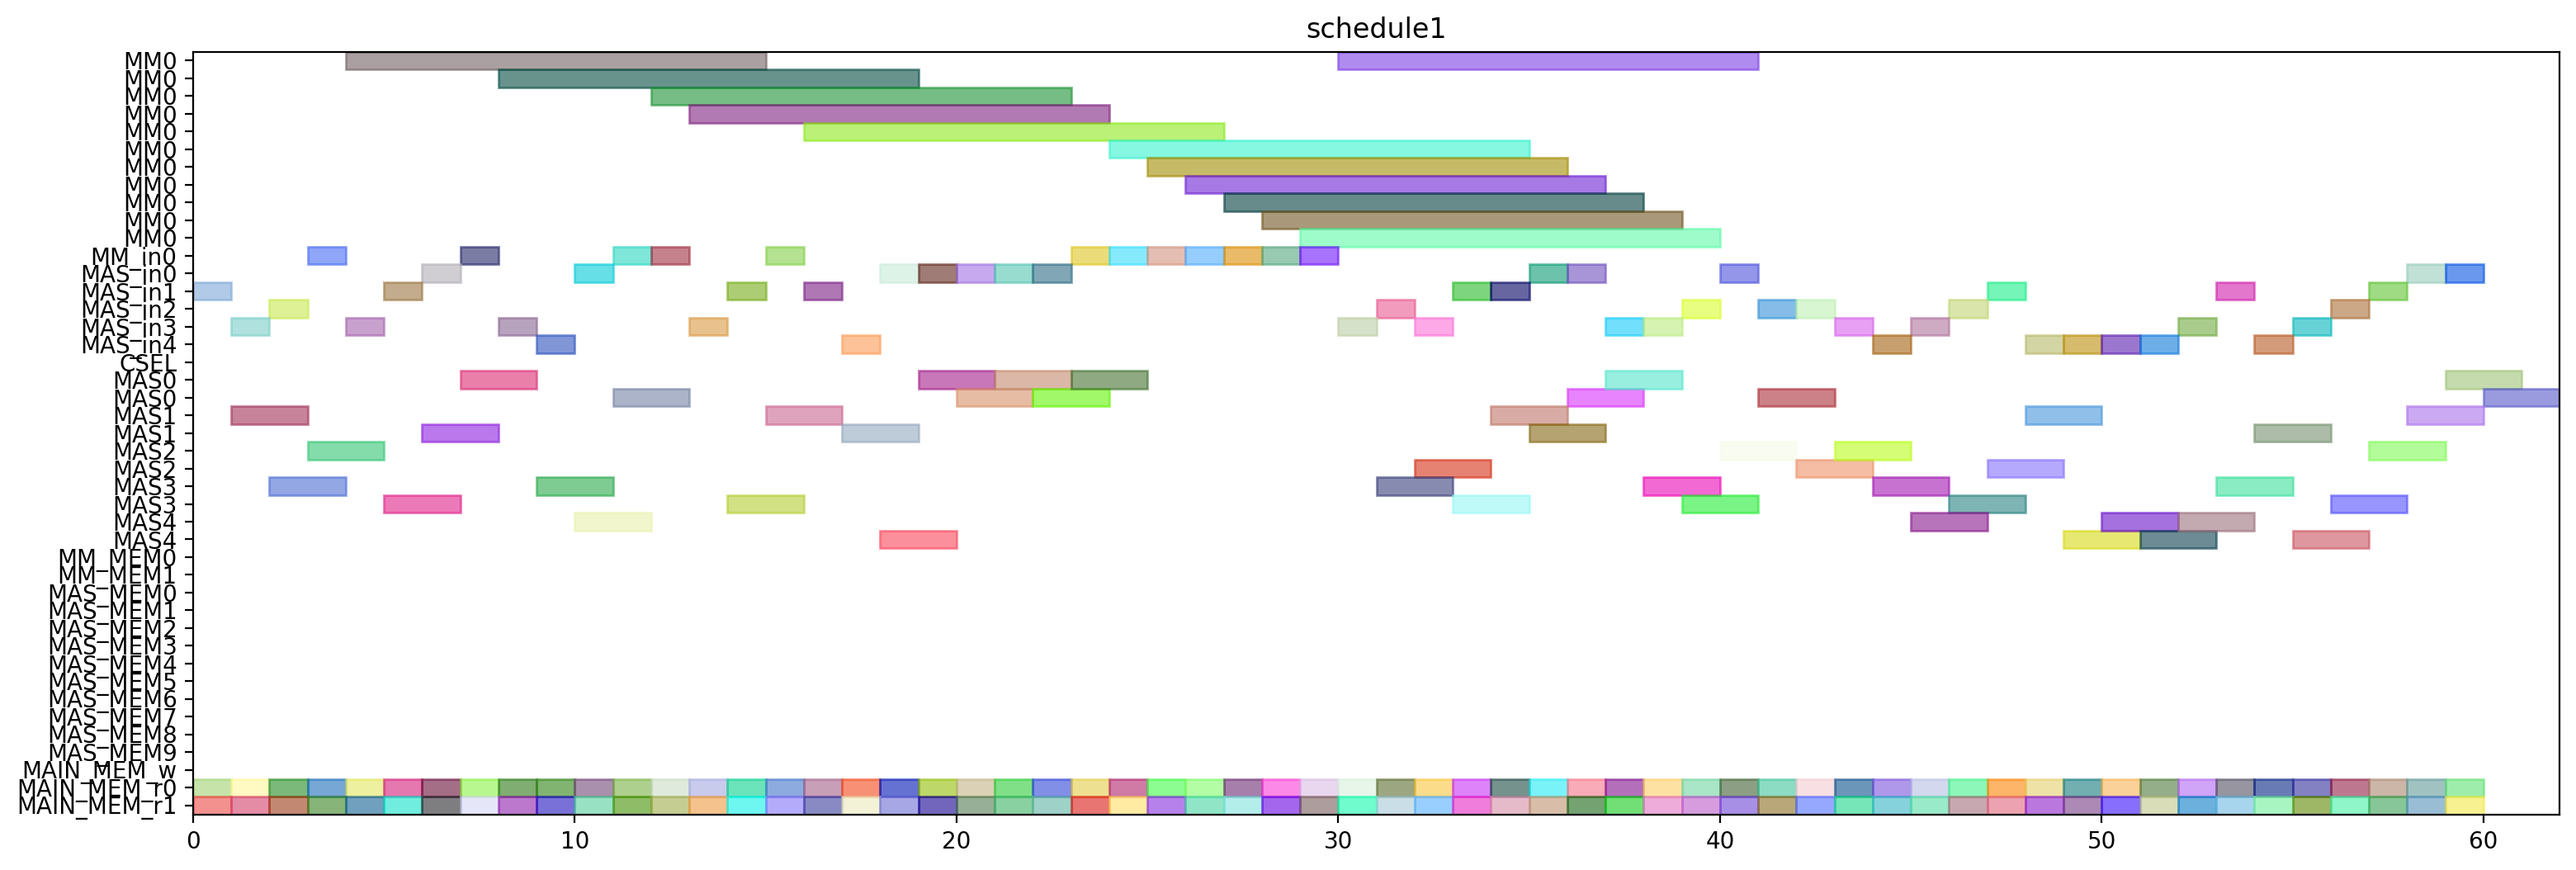 schedule1
MM0
MM0
MM0
MM0
MM0
MM0
MM0
MM0
MM0
MM0
MM0
MM_in0
MAS_in0
MAS_in1
MAS_in2
MAS_in3
MAS_in4
CSEL
MAS0
MAS0
MAS1
MAS1
MAS2
MAS2
MAS3
MAS3
MAS4
MAS4
MM_MEM0
MM_MEM1
MAS_MEM0
MAS_MEM1
MAS_MEM2
MAS_MEM3
MAS_MEM4
MAS_MEM5
MAS_MEM6
MAS_MEM7
MAS_MEM8
MAS_MEM9
MAIN_MEM_w
MAIN_MEM_r0
MAIN_MEM_r1
0 10 20 30 40 50 60